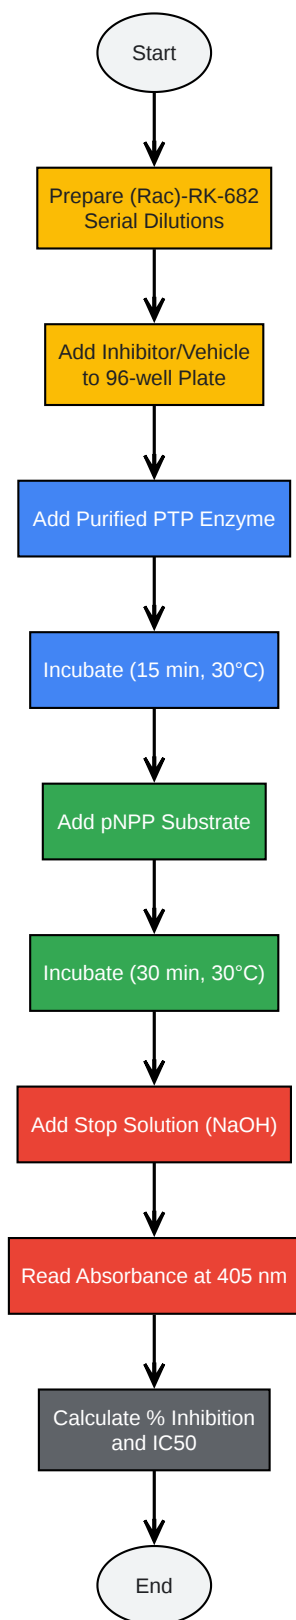 Start
Prepare (Rac)-RK-682
Serial Dilutions
Add Inhibitor/Vehicle
to 96-well Plate
Add Purified PTP Enzyme
Incubate (15 min, 30°C)
Add pNPP Substrate
Incubate (30 min, 30°C)
Add Stop Solution (NaOH)
Read Absorbance at 405 nm
Calculate % Inhibition
and IC50
End